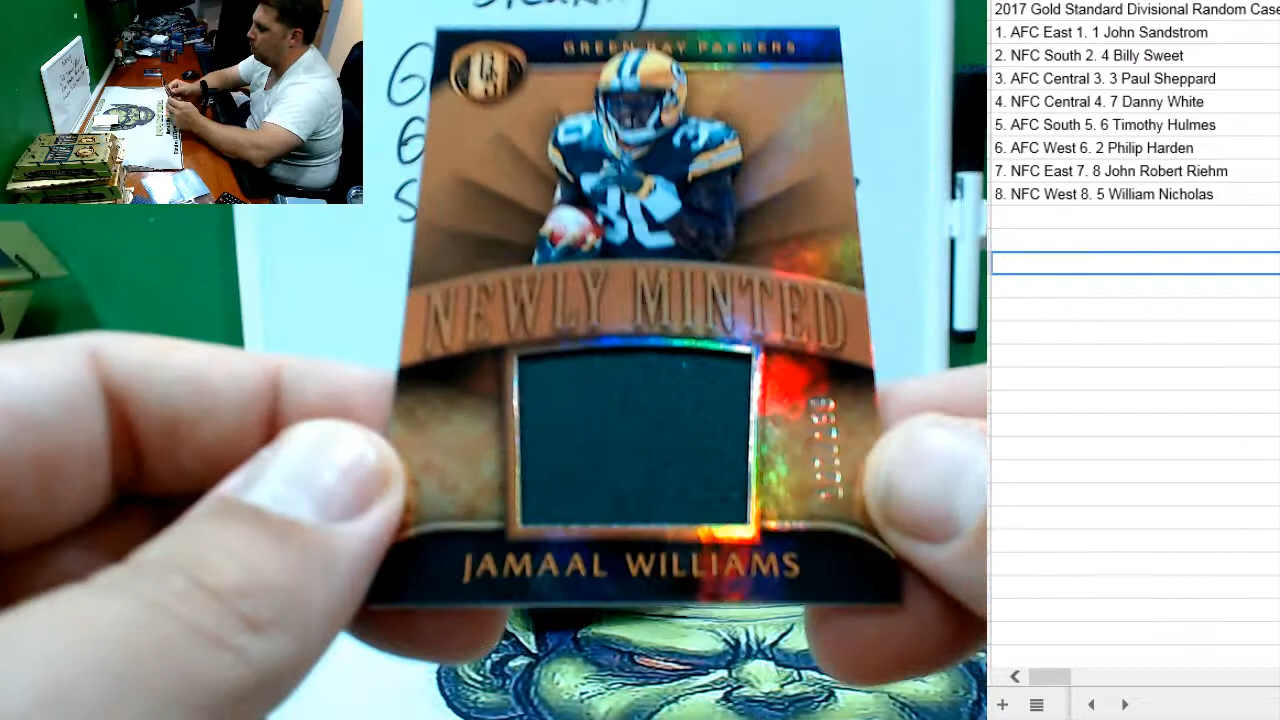 GREEN BAY PACKERS
30
NEWLY MINTED
JAMAAL WILLIAMS
2017 Gold Standard Divisional Random Case
1. AFC East 1. 1 John Sandstrom
2. NFC South 2. 4 Billy Sweet
3. AFC Central 3. 3 Paul Sheppard
4. NFC Central 4. 7 Danny White
5. AFC South 5. 6 Timothy Hulmes
6. AFC West 6. 2 Philip Harden
7. NFC East 7. 8 John Robert Riehm
8. NFC West 8. 5 William Nicholas